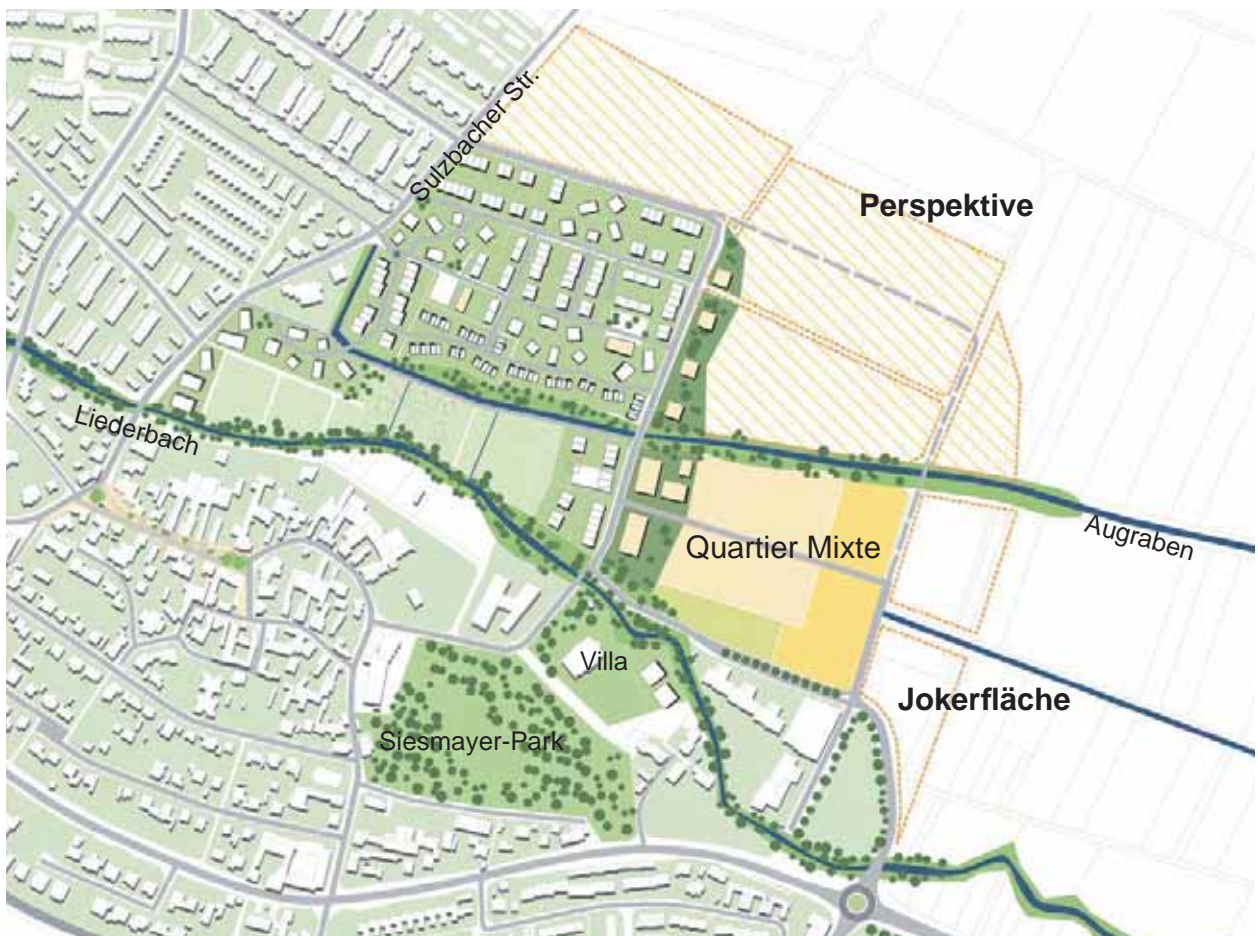 Sulzbacher Str.
Perspektive
Liederbach
Augraben
Quartier Mixte
Villa
Jokerfläche
Siesmayer-Park